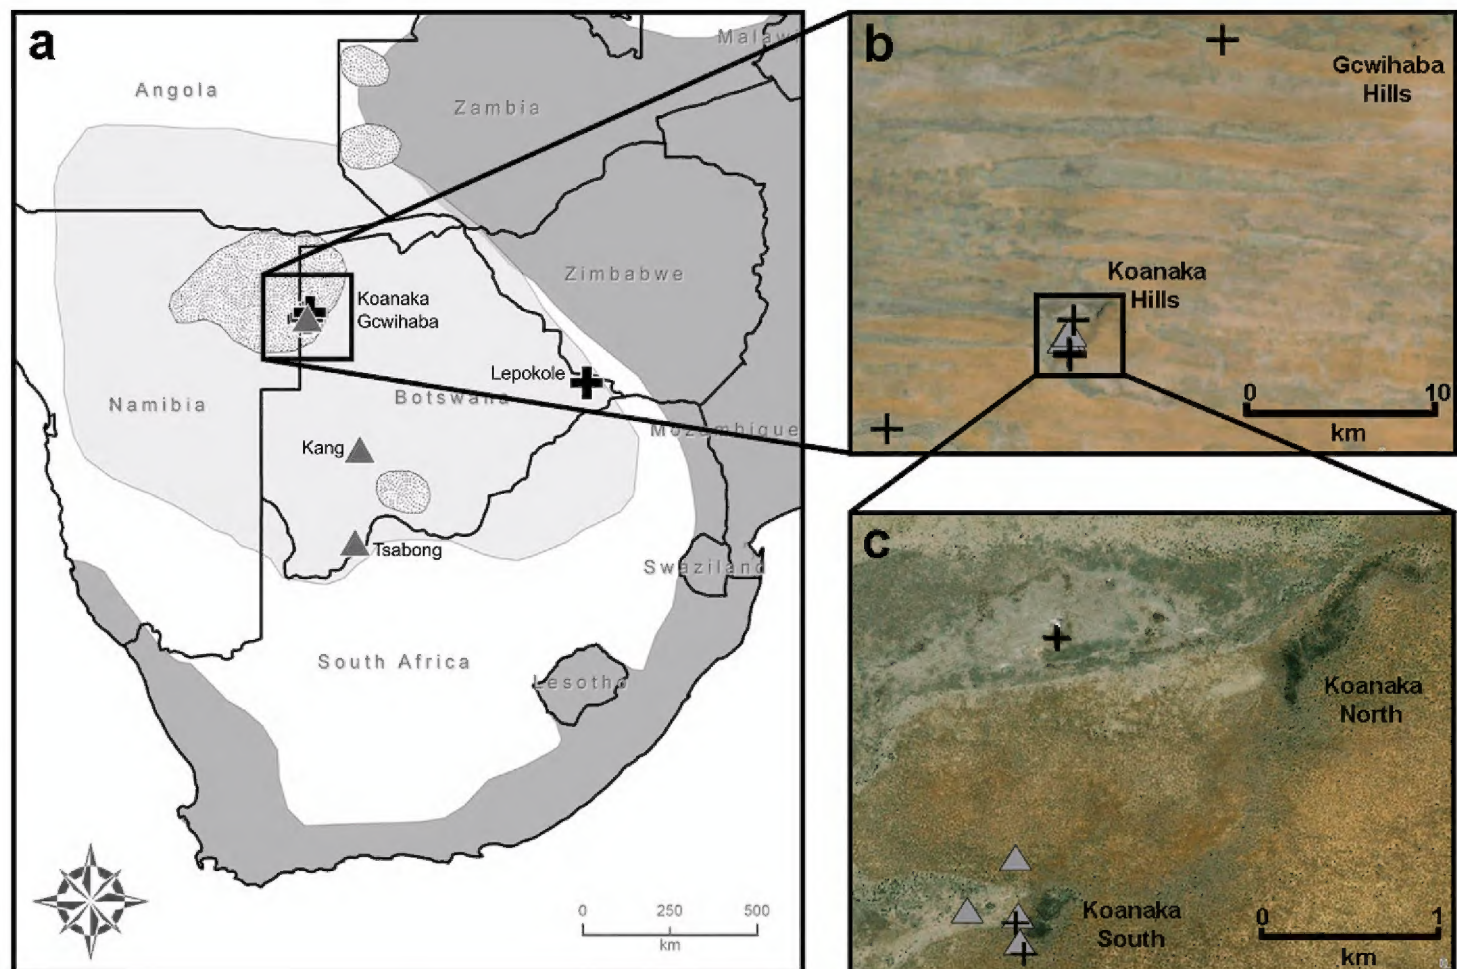 a
Malawi
Angola
Zambia
Zimbabwe
Koanaka
Gcwihaba
Lepokole
Namibia
Botswana
Mozambique
Kang
Tsabong
Swaziland
South Africa
Lesotho
0 250 500
km
b
Gcwihaba
Hills
Koanaka
Hills
0 10
km
c
Koanaka
North
Koanaka
South
0 1
km